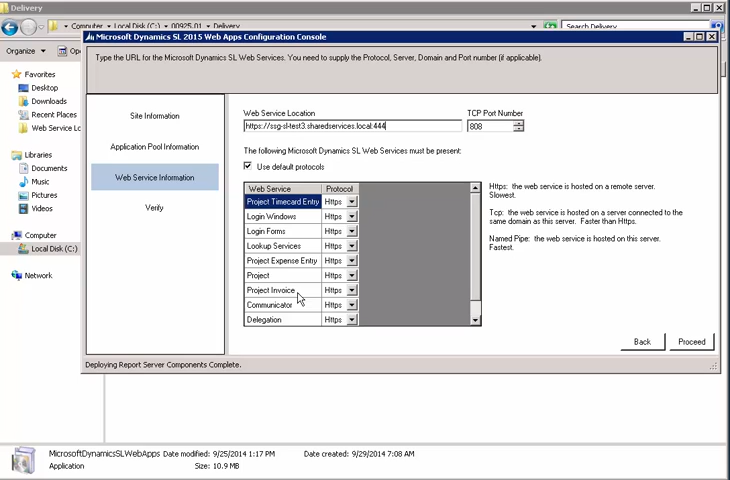 Delivery
Computer
Local Disk (C:)
00925.01
Delivery
Search Delivery
Organize
Favorites
Desktop
Downloads
Recent Places
Libraries
Documents
Music
Pictures
Videos
Computer
Local Disk (C:)
Network
Microsoft Dynamics SL 2015 Web Apps Configuration Console
Type the URL for the Microsoft Dynamics SL Web Services. You need to supply the Protocol, Server, Domain and Port number (if applicable).
Site Information
Application Pool Information
Web Service Information
Verify
Web Service Location
TCP Port Number
https://ssg-sl-test3.sharedservices.local:444
808
The following Microsoft Dynamics SL Web Services must be present:
Use default protocols
Web Service Protocol
Project Timecard Entry Https
Login Windows Https
Login Forms Https
Lookup Services Https
Project Expense Entry Https
Project Https
Project Invoice Https
Communicator Https
Delegation Https
Https: the web service is hosted on a remote server.
Slowest.
Tcp: the web service is hosted on a server connected to the
same domain as this server. Faster than Https.
Named Pipe: the web service is hosted on this server.
Fastest.
Back
Proceed
Deploying Report Server Components Complete.
MicrosoftDynamicsSLWebApps Date modified: 9/25/2014 1:17 PM Date created: 9/29/2014 7:08 AM
Application Size: 10.9 MB